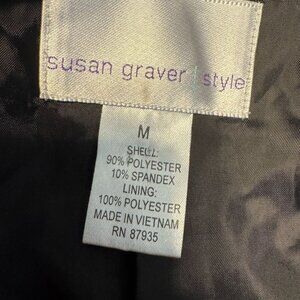 susan graver style
M
SHELL:
90% POLYESTER
10% SPANDEX
LINING:
100% POLYESTER
MADE IN VIETNAM
RN 87935